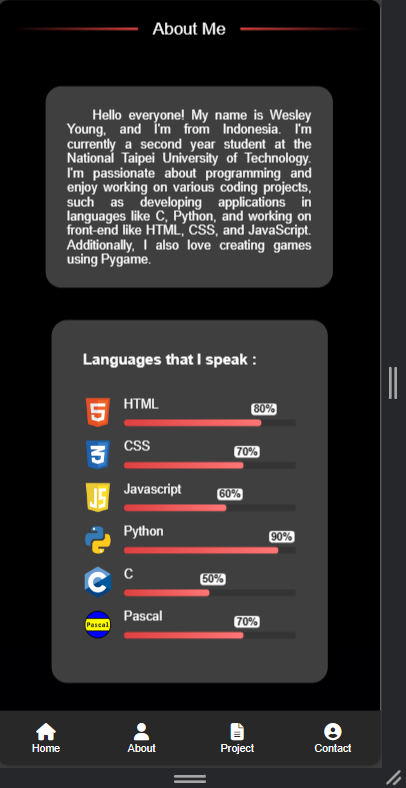 About Me
Hello everyone! My name is Wesley
Young, and I'm from Indonesia. I'm
currently a second year student at the
National Taipei University of Technology.
I'm passionate about programming and
enjoy working on various coding projects,
such as developing applications in
languages like C, Python, and working on
front-end like HTML, CSS, and JavaScript.
Additionally, I also love creating games
using Pygame.
Languages that I speak :
5
HTML
80%
3
CSS
70%
JS
Javascript
60%
Python
90%
C
C
50%
Pascal
Pascal
70%
Home
About
Project
Contact